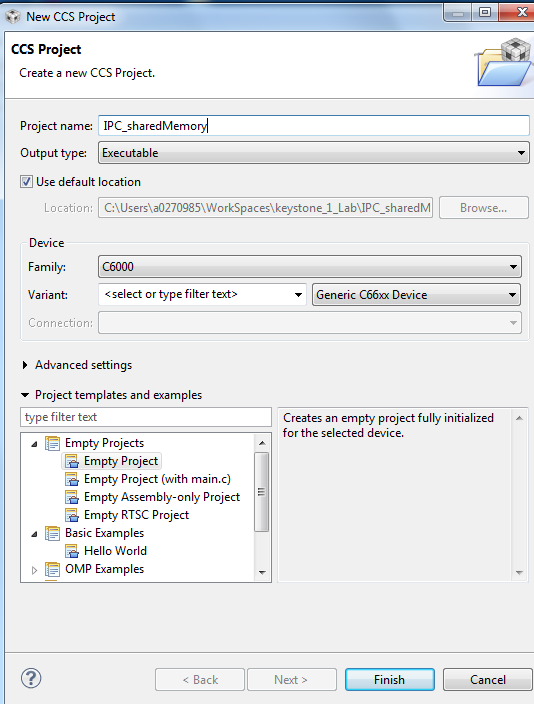 New CCS Project
CCS Project
Create a new CCS Project.
Project name: IPC_sharedMemory
Output type: Executable
Use default location
Location: C:\Users\a0270985\WorkSpaces\keystone_1_Lab\IPC_sharedM Browse...
Device
Family: C6000
Variant: <select or type filter text> Generic C66xx Device
Connection:
Advanced settings
Project templates and examples
type filter text
Empty Projects
Empty Project
Empty Project (with main.c)
Empty Assembly-only Project
Empty RTSC Project
Basic Examples
Hello World
OMP Examples
Creates an empty project fully initialized
for the selected device.
? < Back Next > Finish Cancel